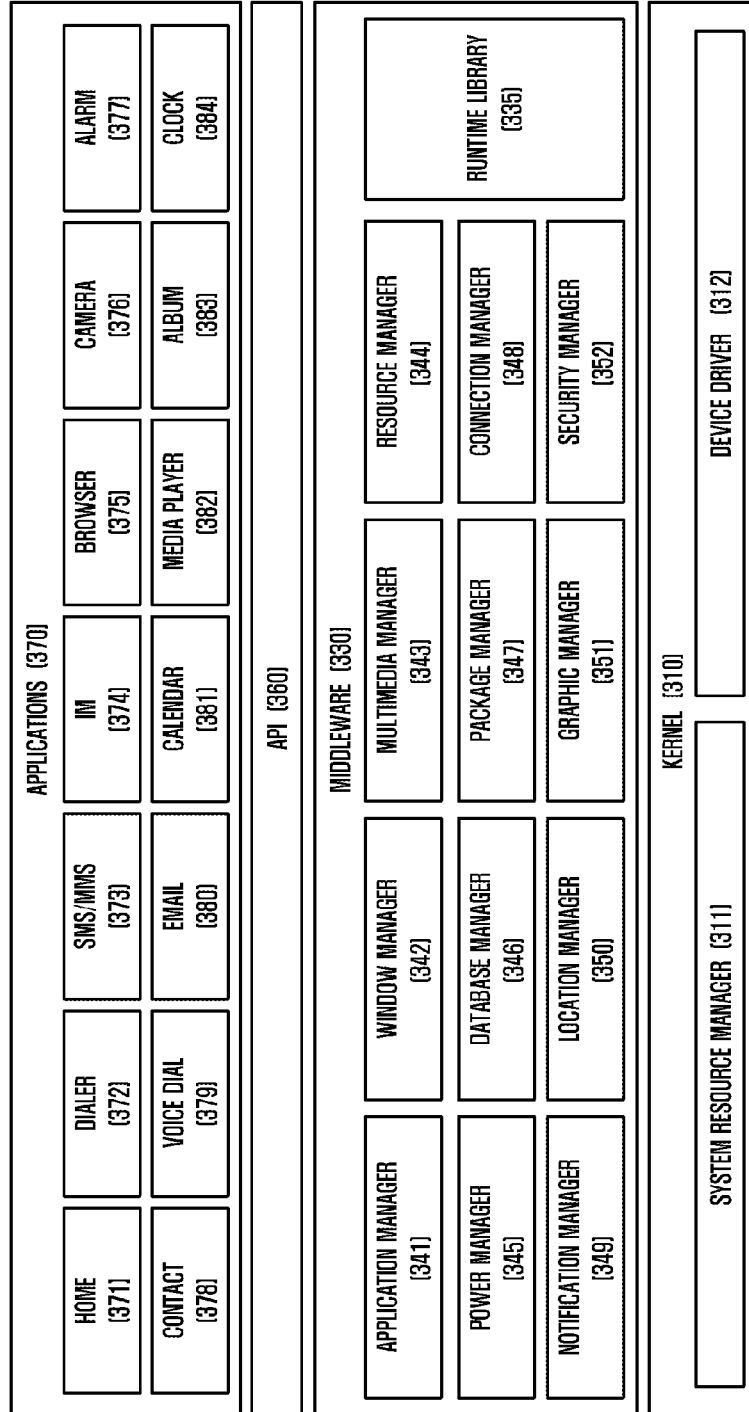 APPLICATIONS (370)
HOME
(371)
DIALER
(372)
SMS/MMS
(373)
IM
(374)
BROWSER
(375)
CAMERA
(376)
ALARM
(377)
CONTACT
(378)
VOICE DIAL
(379)
EMAIL
(380)
CALENDAR
(381)
MEDIA PLAYER
(382)
ALBUM
(383)
CLOCK
(384)
API (360)
MIDDLEWARE (330)
APPLICATION MANAGER
(341)
WINDOW MANAGER
(342)
MULTIMEDIA MANAGER
(343)
RESOURCE MANAGER
(344)
POWER MANAGER
(345)
DATABASE MANAGER
(346)
PACKAGE MANAGER
(347)
CONNECTION MANAGER
(348)
NOTIFICATION MANAGER
(349)
LOCATION MANAGER
(350)
GRAPHIC MANAGER
(351)
SECURITY MANAGER
(352)
RUNTIME LIBRARY
(335)
KERNEL (310)
SYSTEM RESOURCE MANAGER (311)
DEVICE DRIVER (312)